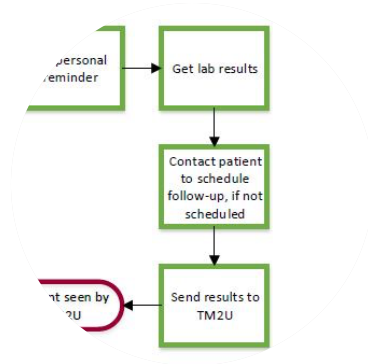 personal
reminder
Get lab results
Contact patient
to schedule
follow-up, if not
scheduled
seen by
Send results to
TM2U